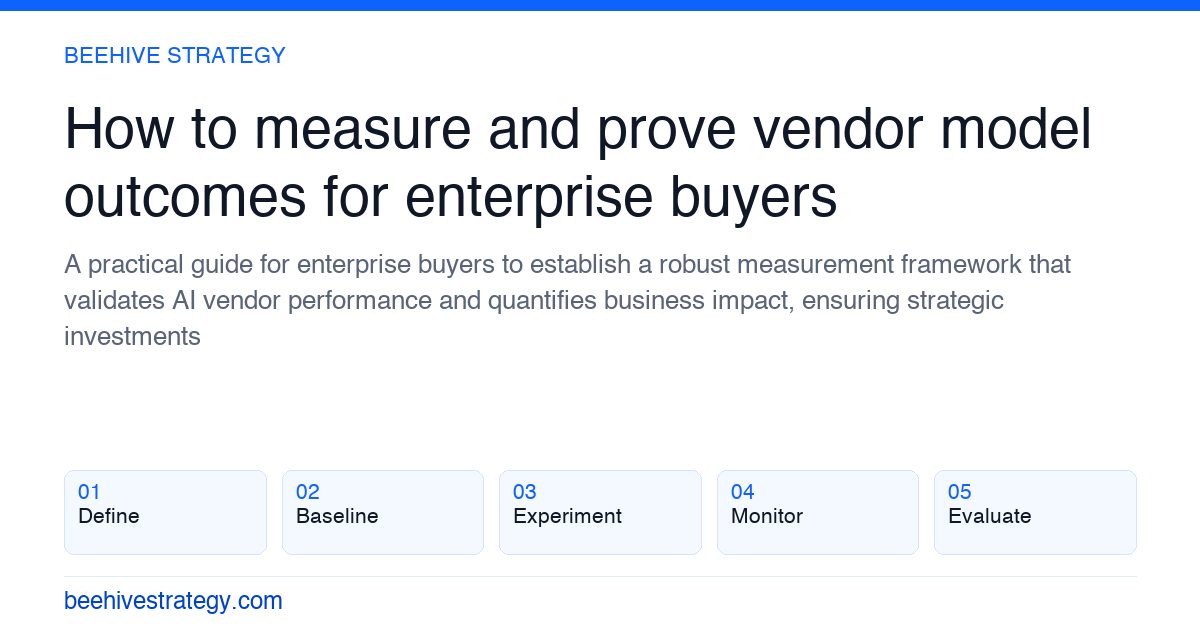 BEEHIVE STRATEGY
How to measure and prove vendor model
outcomes for enterprise buyers
A practical guide for enterprise buyers to establish a robust measurement framework that
validates AI vendor performance and quantifies business impact, ensuring strategic
investments
01
Define
02
Baseline
03
Experiment
04
Monitor
05
Evaluate
beehivestrategy.com